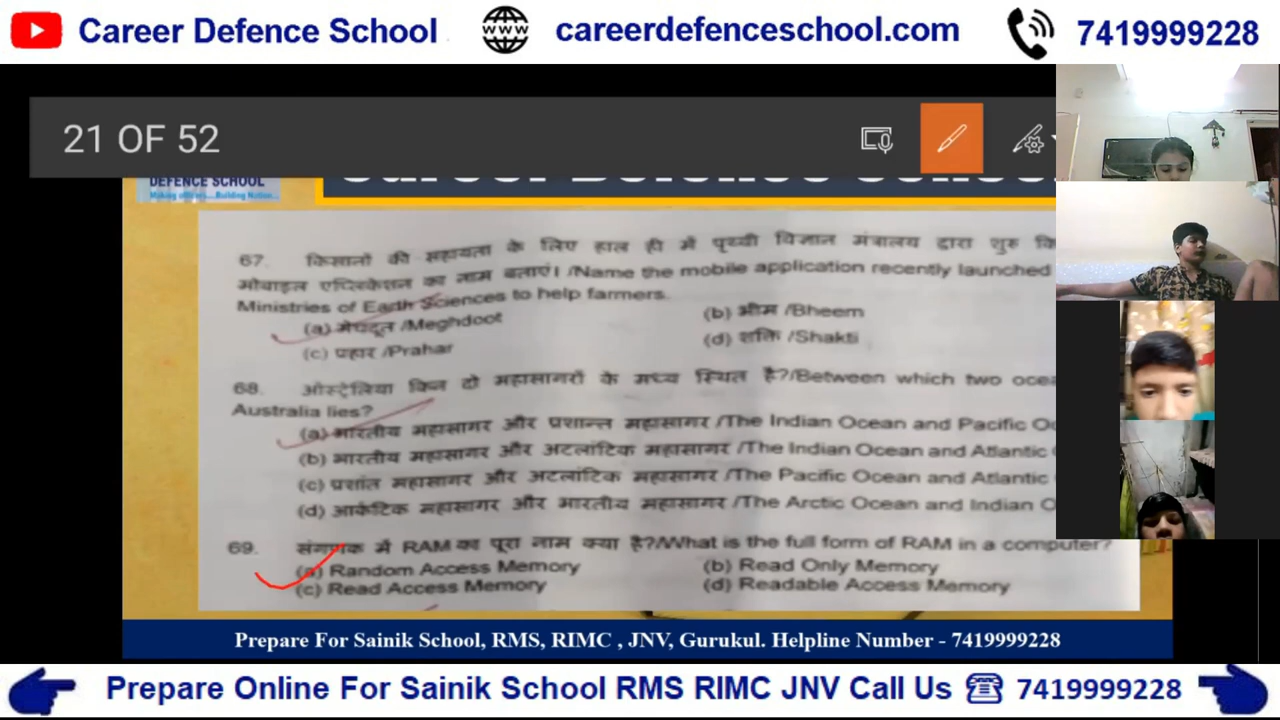 Career Defence School
www
careerdefenceschool.com
7419999228
21 OF 52
DEFENCE SCHOOL
Making officers....Building Nation...
67. किसानों की सहायता के लिए हाल ही में पृथ्वी विज्ञान मंत्रालय द्वारा शुरू
मोबाइल एप्लिकेशन का नाम बताएं। /Name the mobile application recently launched
Ministries of Earth Sciences to help farmers.
(a) मेघदूत /Meghdoot (b) भीम /Bheem
(c) प्रहार /Prahar (d) शक्ति /Shakti
68. ऑस्ट्रेलिया किन दो महासागरों के मध्य स्थित है?/Between which two
Australia lies?
(a) भारतीय महासागर और प्रशान्त महासागर /The Indian Ocean and Pacific
(b) भारतीय महासागर और अटलांटिक महासागर /The Indian Ocean and Atlantic
(c) प्रशांत महासागर और अटलांटिक महासागर /The Pacific Ocean and Atlantic
(d) आर्केटिक महासागर और भारतीय महासागर /The Arctic Ocean and Indian
69. संगणक में RAM का पूरा नाम क्या है?/What is the full form of RAM in a computer?
(a) Random Access Memory (b) Read Only Memory
(c) Read Access Memory (d) Readable Access Memory
Prepare For Sainik School, RMS, RIMC , JNV, Gurukul. Helpline Number - 7419999228
Prepare Online For Sainik School RMS RIMC JNV Call Us 7419999228